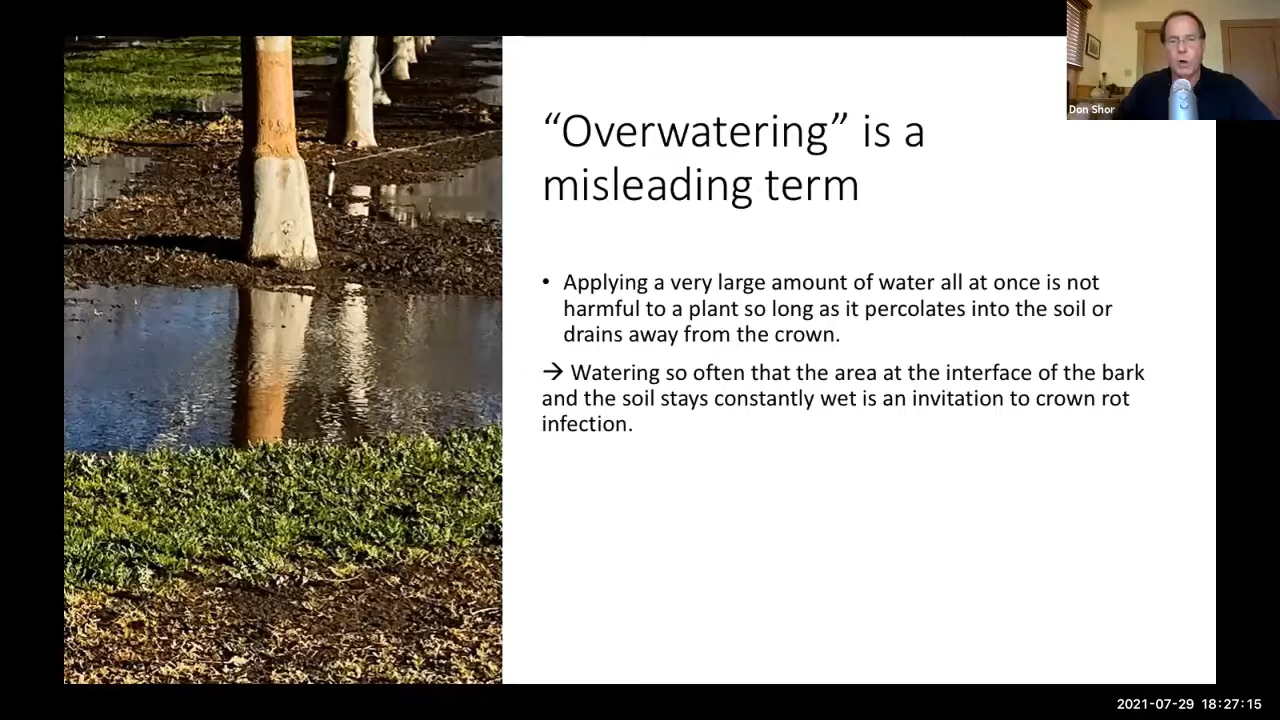 Don Shor
“Overwatering” is a
misleading term
• Applying a very large amount of water all at once is not
harmful to a plant so long as it percolates into the soil or
drains away from the crown.
→ Watering so often that the area at the interface of the bark
and the soil stays constantly wet is an invitation to crown rot
infection.
2021-07-29 18:27:15